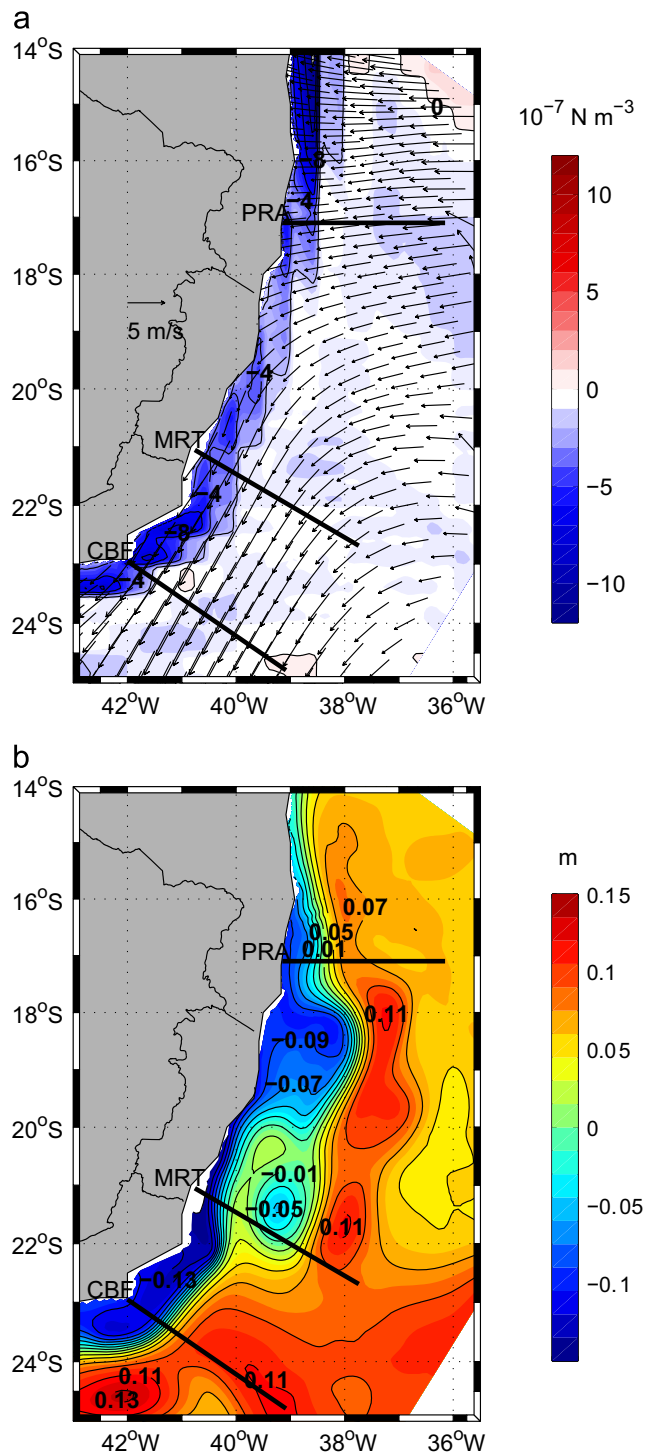 a
14°S
16°S
18°S
20°S
22°S
24°S
0
−8
−4
PRA
5 m/s
−4
MRT
−4
−8
CBF
−4
42°W 40°W 38°W 36°W
10⁻⁷ N m⁻³
10
5
0
−5
−10
b
14°S
16°S
18°S
20°S
22°S
24°S
0.07
0.05
0.01
PRA
0.11
−0.09
−0.07
−0.01
MRT
−0.05
0.11
−0.13
CBF
0.11
0.11
0.13
42°W 40°W 38°W 36°W
m
0.15
0.1
0.05
0
−0.05
−0.1